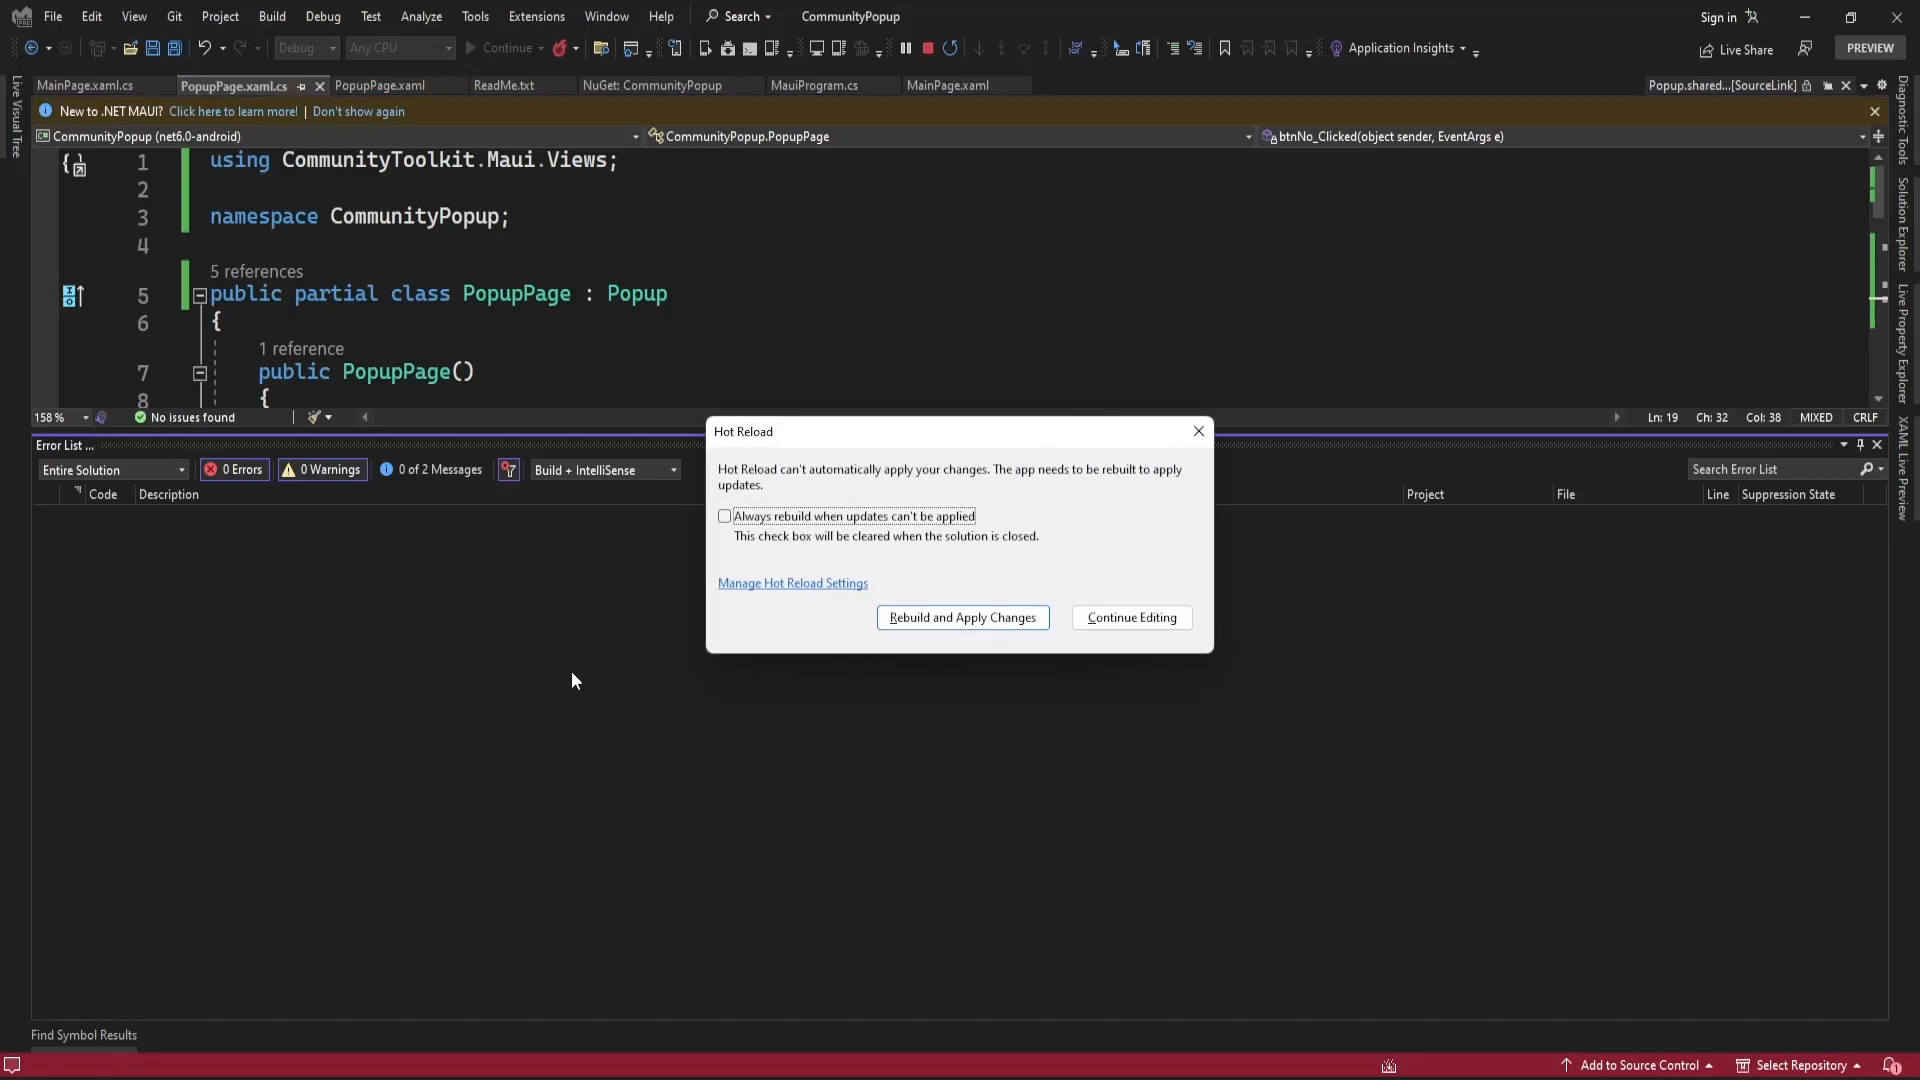 File Edit View Git Project Build Debug Test Analyze Tools Extensions Window Help Search CommunityPopup Sign in
Debug Any CPU Continue Application Insights Live Share PREVIEW
MainPage.xaml.cs PopupPage.xaml.cs PopupPage.xaml ReadMe.txt NuGet: CommunityPopup MauiProgram.cs MainPage.xaml Popup.shared...[SourceLink]
New to .NET MAUI? Click here to learn more! | Don't show again
CommunityPopup (net6.0-android) CommunityPopup.PopupPage btnNo_Clicked(object sender, EventArgs e)
1 using CommunityToolkit.Maui.Views;
2
3 namespace CommunityPopup;
4
5 references
5 public partial class PopupPage : Popup
6 {
1 reference
7 public PopupPage()
8 {
158 % No issues found Ln: 19 Ch: 32 Col: 38 MIXED CRLF
Error List ...
Entire Solution 0 Errors 0 Warnings 0 of 2 Messages Build + IntelliSense Search Error List
Code Description Project File Line Suppression State
Hot Reload
Hot Reload can't automatically apply your changes. The app needs to be rebuilt to apply
updates.
Always rebuild when updates can't be applied
This check box will be cleared when the solution is closed.
Manage Hot Reload Settings
Rebuild and Apply Changes Continue Editing
Find Symbol Results
Add to Source Control Select Repository 1
Live Visual Tree
Diagnostic Tools
Solution Explorer
Live Property Explorer
XAML Live Preview